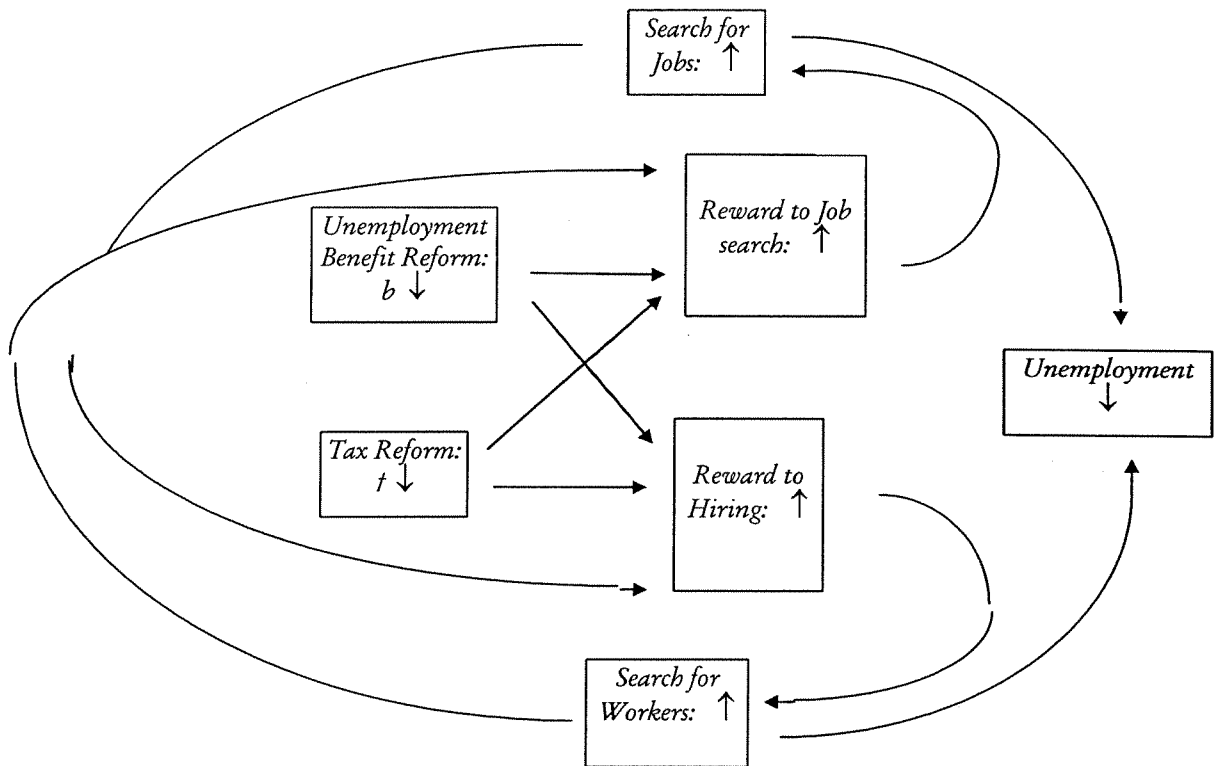 Search for
Jobs: ↑
Unemployment
Benefit Reform:
b ↓
Reward to Job
search: ↑
Unemployment
↓
Tax Reform:
t ↓
Reward to
Hiring: ↑
Search for
Workers: ↑